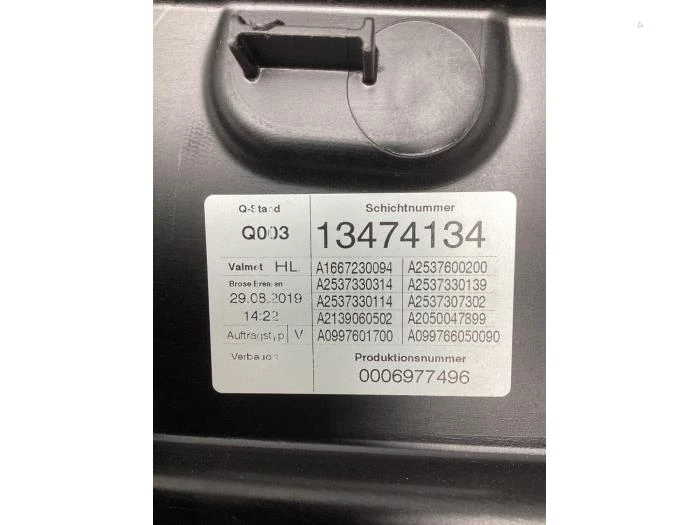 Q-Stand Schichtnummer
Q003 13474134
Valmet HL A1667230094 A2537600200
Brose Bremen A2537330314 A2537330139
29.08.2019 A2537330114 A2537307302
14:22 A2139060502 A2050047899
Auftragstyp V A0997601700 A099766050090
Verbauort Produktionsnummer
0006977496